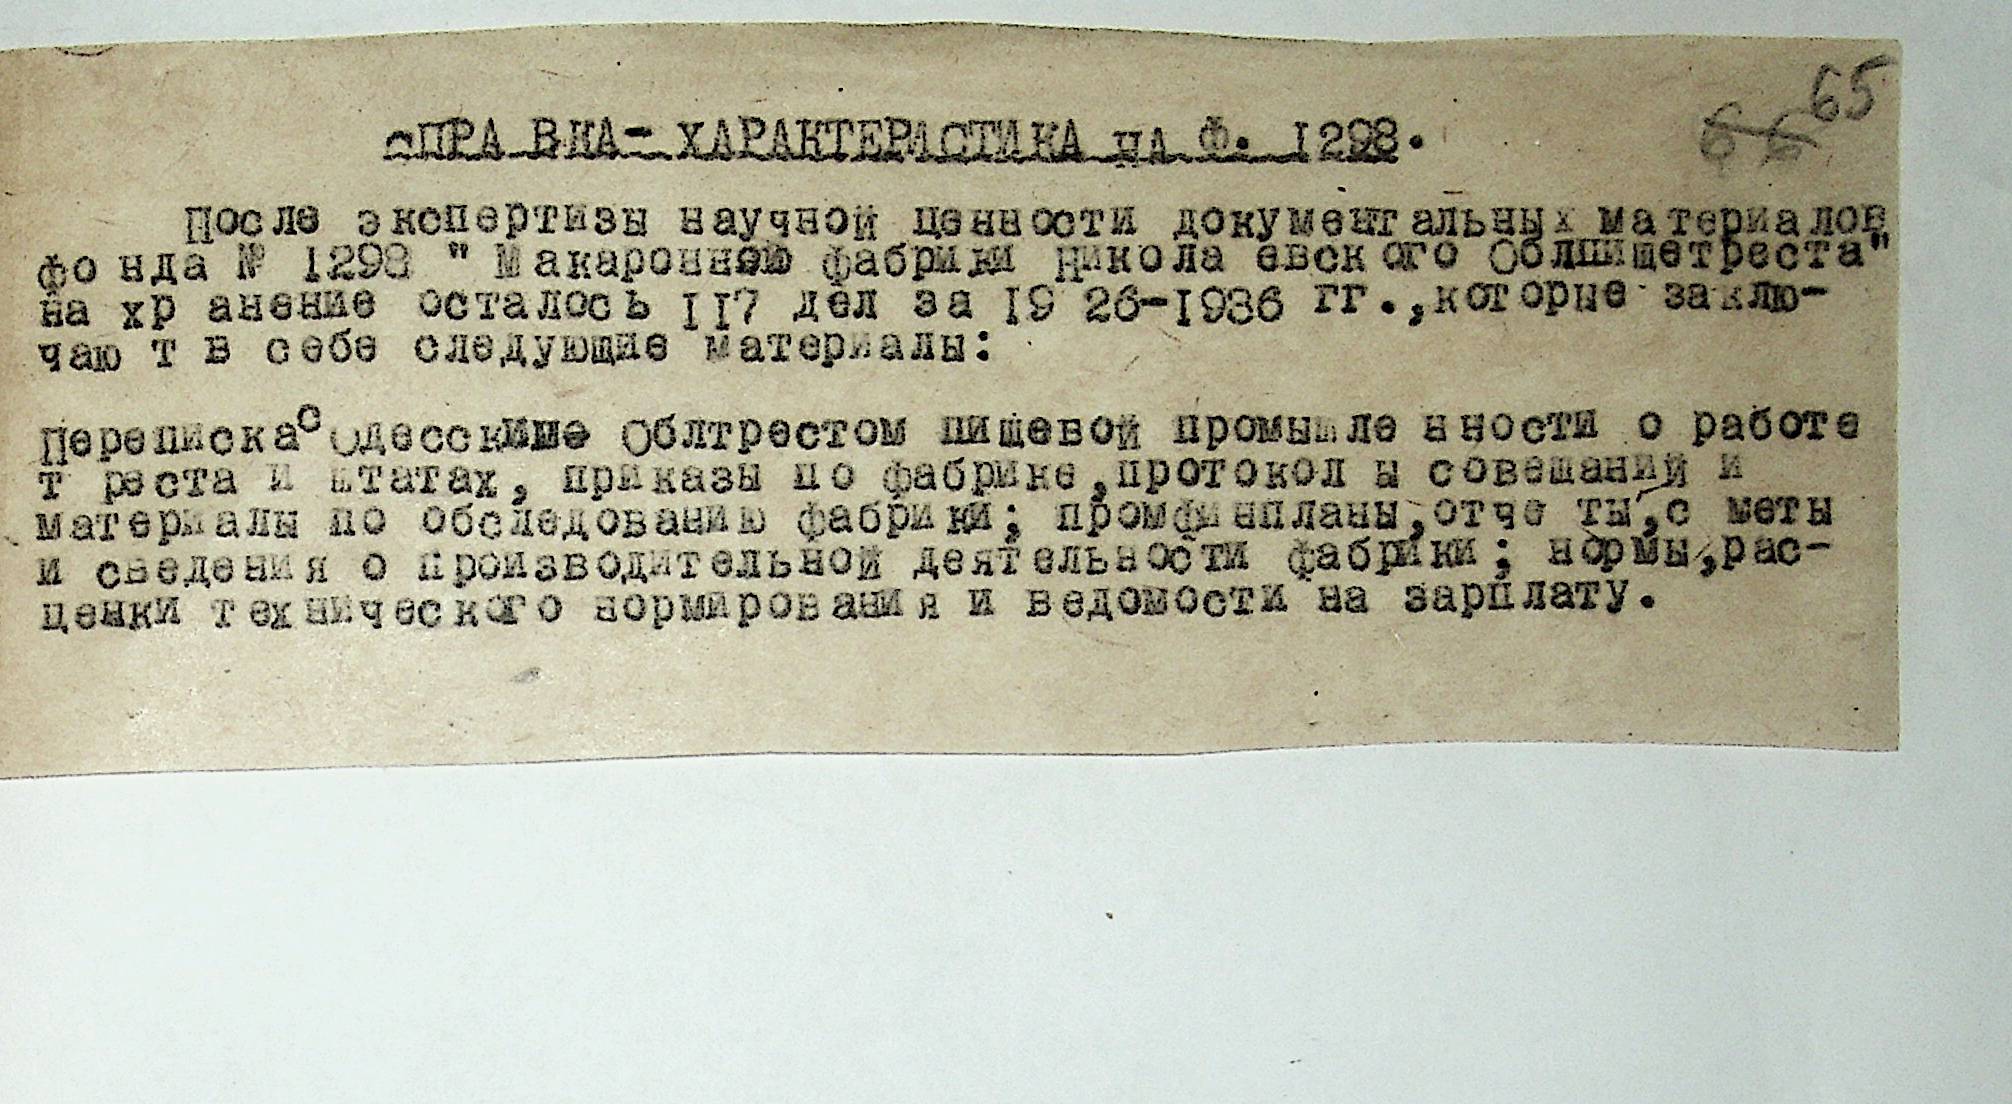 65
66
СПРАВКА-ХАРАКТЕРИСТИКА НА Ф. 1298.
После экспертизы научной ценности документальных материалов
фонда № 1298 "Макаронной фабрики Николаевского Облпищетреста"
на хранение осталось 117 дел за 1926-1936 гг.,которые заклю-
чают в себе следующие материалы:
Переписка с Одесским Облтрестом пищевой промышленности о работе
треста и штатах, приказы по фабрике,протоколы совещаний и
материалы по обследованию фабрики; промфинпланы,отчеты,сметы
и сведения о производительной деятельности фабрики; нормы,рас-
ценки технического нормирования и ведомости на зарплату.